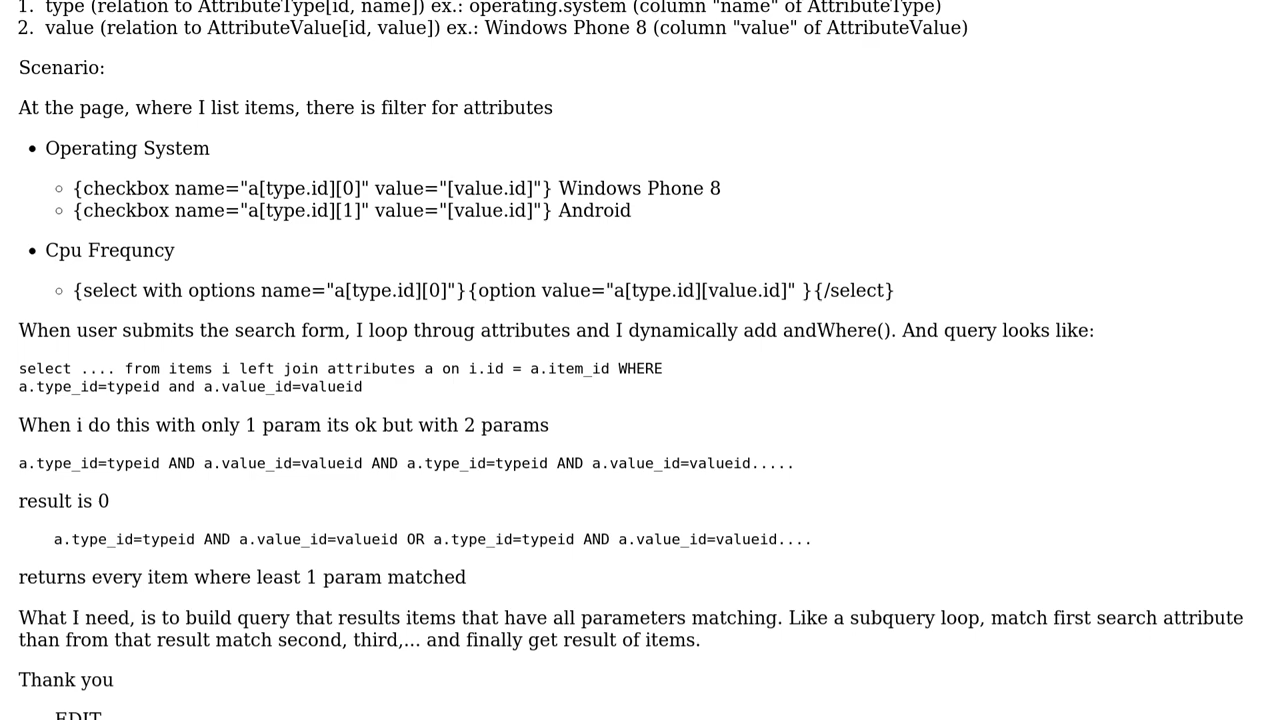 1. type (relation to AttributeType[id, name]) ex.: operating.system (column "name" of AttributeType)
2. value (relation to AttributeValue[id, value]) ex.: Windows Phone 8 (column "value" of AttributeValue)
Scenario:
At the page, where I list items, there is filter for attributes
• Operating System
◦ {checkbox name="a[type.id][0]" value="[value.id]"} Windows Phone 8
◦ {checkbox name="a[type.id][1]" value="[value.id]"} Android
• Cpu Frequncy
◦ {select with options name="a[type.id][0]"}{option value="a[type.id][value.id]" }{/select}
When user submits the search form, I loop throug attributes and I dynamically add andWhere(). And query looks like:
select .... from items i left join attributes a on i.id = a.item_id WHERE
a.type_id=typeid and a.value_id=valueid
When i do this with only 1 param its ok but with 2 params
a.type_id=typeid AND a.value_id=valueid AND a.type_id=typeid AND a.value_id=valueid.....
result is 0
a.type_id=typeid AND a.value_id=valueid OR a.type_id=typeid AND a.value_id=valueid....
returns every item where least 1 param matched
What I need, is to build query that results items that have all parameters matching. Like a subquery loop, match first search attribute
than from that result match second, third,... and finally get result of items.
Thank you
EDIT